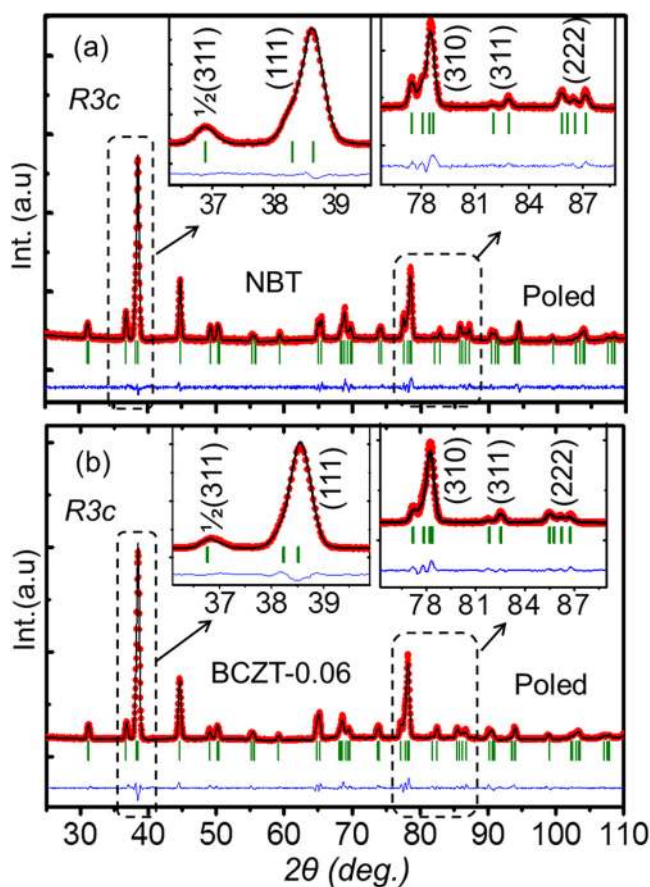 (a)
R3c
½(311)
(111)
37 38 39
(310)
(311)
(222)
78 81 84 87
NBT
Poled
Int. (a.u)
(b)
R3c
½(311)
(111)
37 38 39
(310)
(311)
(222)
78 81 84 87
BCZT-0.06
Poled
Int.(a.u)
30 40 50 60 70 80 90 100 110
2θ (deg.)